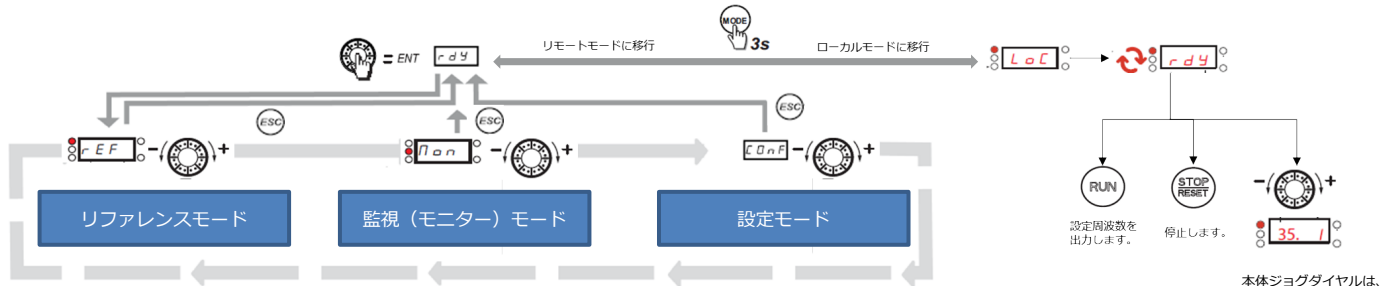 MODE
3s
リモートモードに移行
ローカルモードに移行
= ENT
rdY
LoC
rdY
ESC
ESC
ESC
rEF
- +
Mon
- +
COnF
- +
リファレンスモード
監視（モニター）モード
設定モード
RUN
STOP
RESET
- +
設定周波数を
出力します。
停止します。
35. 1
本体ジョグダイヤルは、